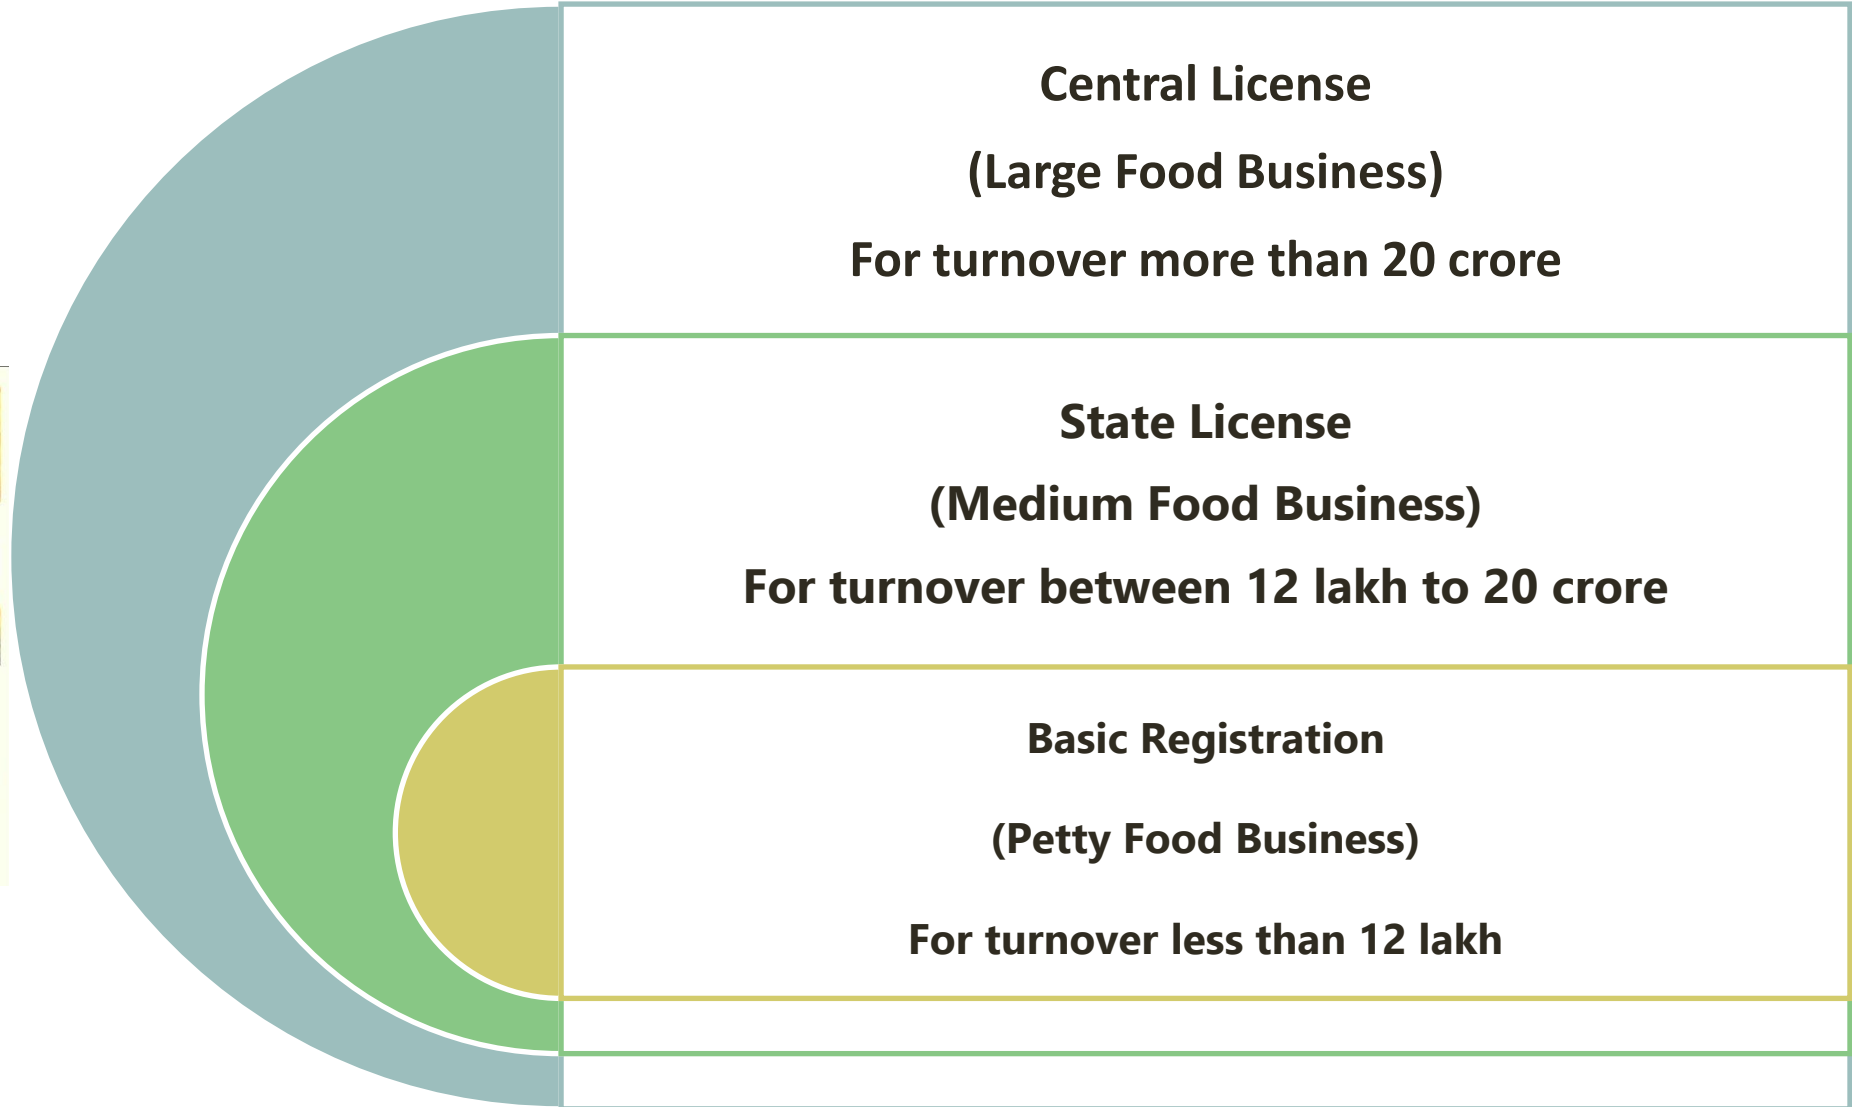 Central License
(Large Food Business)
For turnover more than 20 crore
State License
(Medium Food Business)
For turnover between 12 lakh to 20 crore
Basic Registration
(Petty Food Business)
For turnover less than 12 lakh